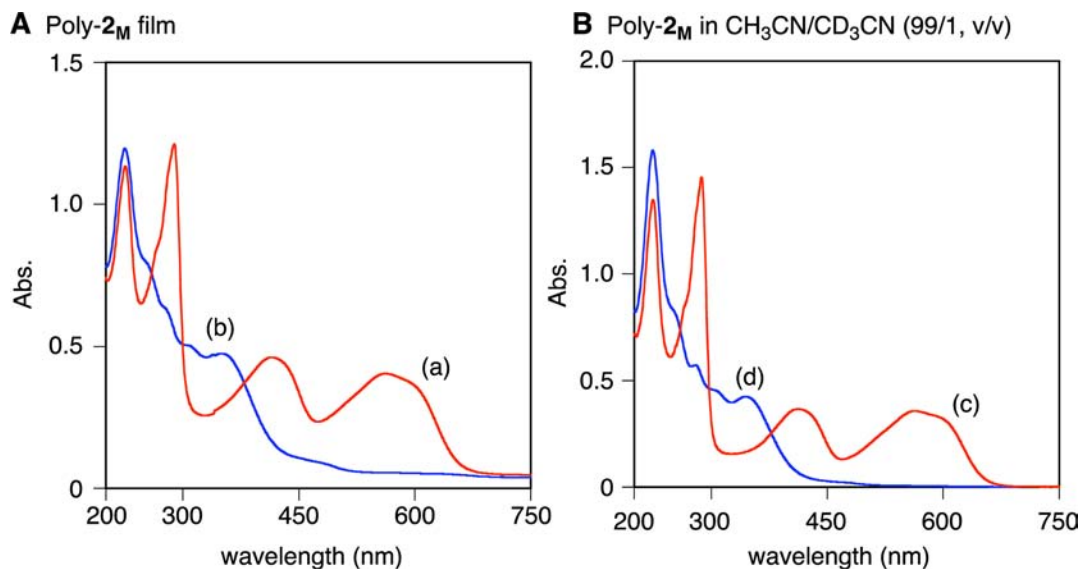 A Poly-2M film
1.5
1.0
0.5
0
Abs.
(b)
(a)
200 300 450 600 750
wavelength (nm)
B Poly-2M in CH3CN/CD3CN (99/1, v/v)
2.0
1.5
1.0
0.5
0
Abs.
(d)
(c)
200 300 450 600 750
wavelength (nm)